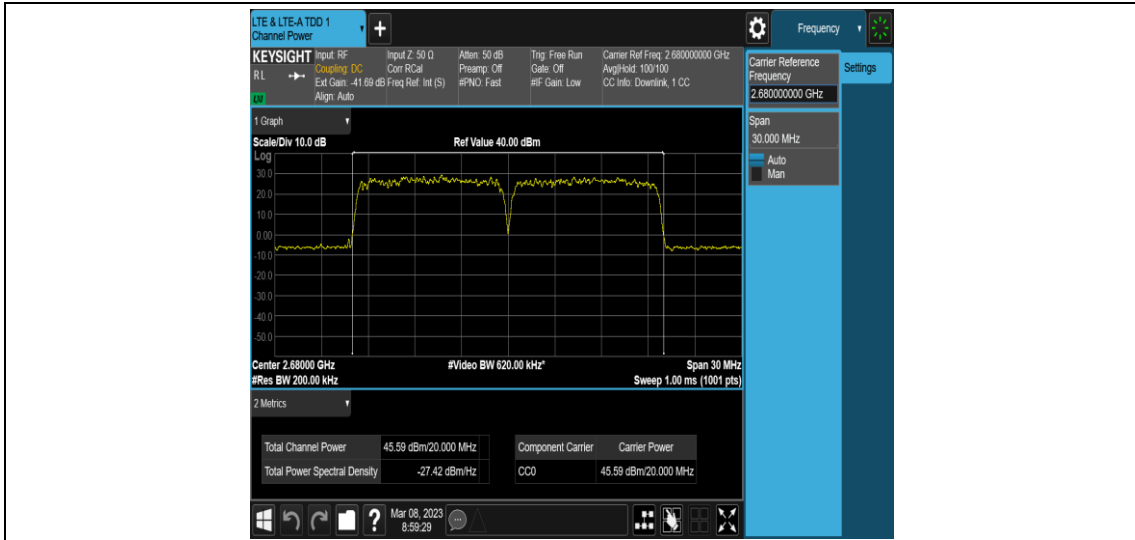 LTE & LTE-A TDD 1
Channel Power
Frequency
KEYSIGHT
Input: RF
Input Z: 50 Ω
Atten: 50 dB
Trig: Free Run
Carrier Ref Freq: 2.680000000 GHz
RL
Coupling: DC
Corr RCal
Preamp: Off
Gate: Off
Avg|Hold: 100/100
Ext Gain: -41.69 dB
Freq Ref: Int (S)
#PNO: Fast
#IF Gain: Low
CC Info: Downlink, 1 CC
Align: Auto
Carrier Reference
Frequency
2.680000000 GHz
Settings
Span
30.000 MHz
Auto
Man
1 Graph
Scale/Div 10.0 dB
Ref Value 40.00 dBm
Log
30.0
20.0
10.0
0.00
-10.0
-20.0
-30.0
-40.0
-50.0
Center 2.68000 GHz
#Video BW 620.00 kHz*
Span 30 MHz
#Res BW 200.00 kHz
Sweep 1.00 ms (1001 pts)
2 Metrics
Total Channel Power 45.59 dBm/20.000 MHz
Total Power Spectral Density -27.42 dBm/Hz
Component Carrier Carrier Power
CC0 45.59 dBm/20.000 MHz
?
Mar 08, 2023
8:59:29